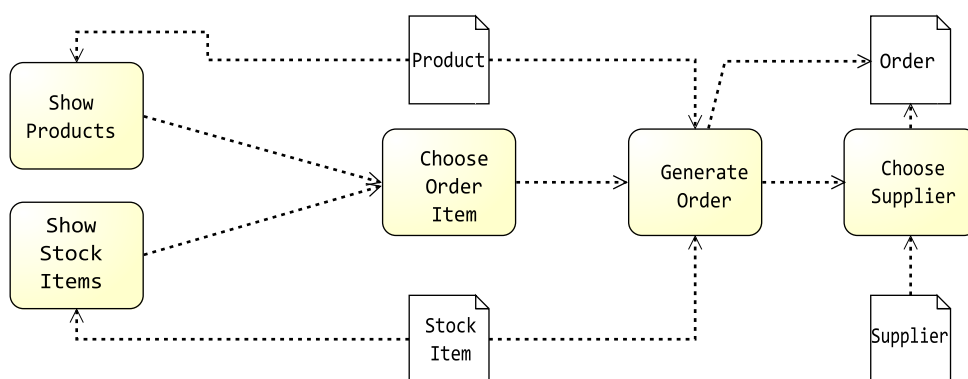 Product
Order
Show
Products
Choose
Order
Item
Generate
Order
Choose
Supplier
Show
Stock
Items
Stock
Item
Supplier